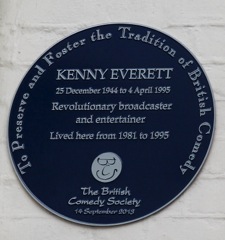 To Preserve and Foster the Tradition of British Comedy
KENNY EVERETT
25 December 1944 to 4 April 1995
Revolutionary broadcaster
and entertainer
Lived here from 1981 to 1995
The British
Comedy Society
14 September 2013